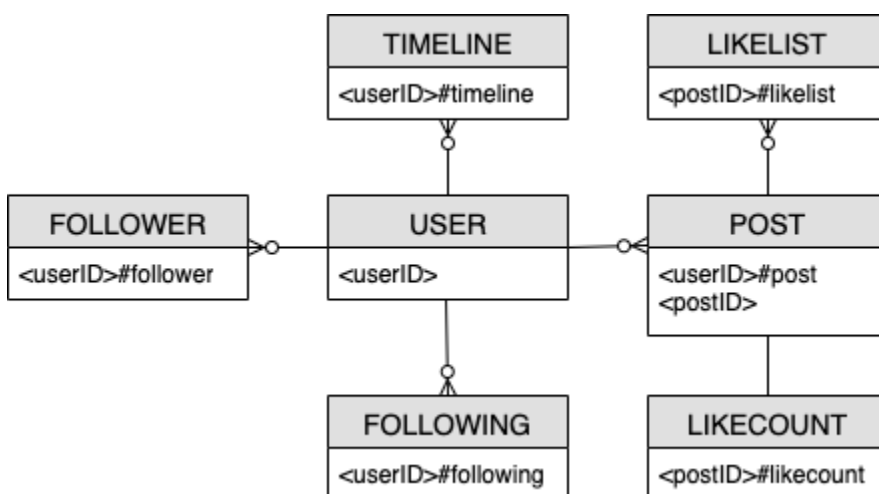 TIMELINE
<userID>#timeline
LIKELIST
<postID>#likelist
FOLLOWER
<userID>#follower
USER
<userID>
POST
<userID>#post
<postID>
FOLLOWING
<userID>#following
LIKECOUNT
<postID>#likecount